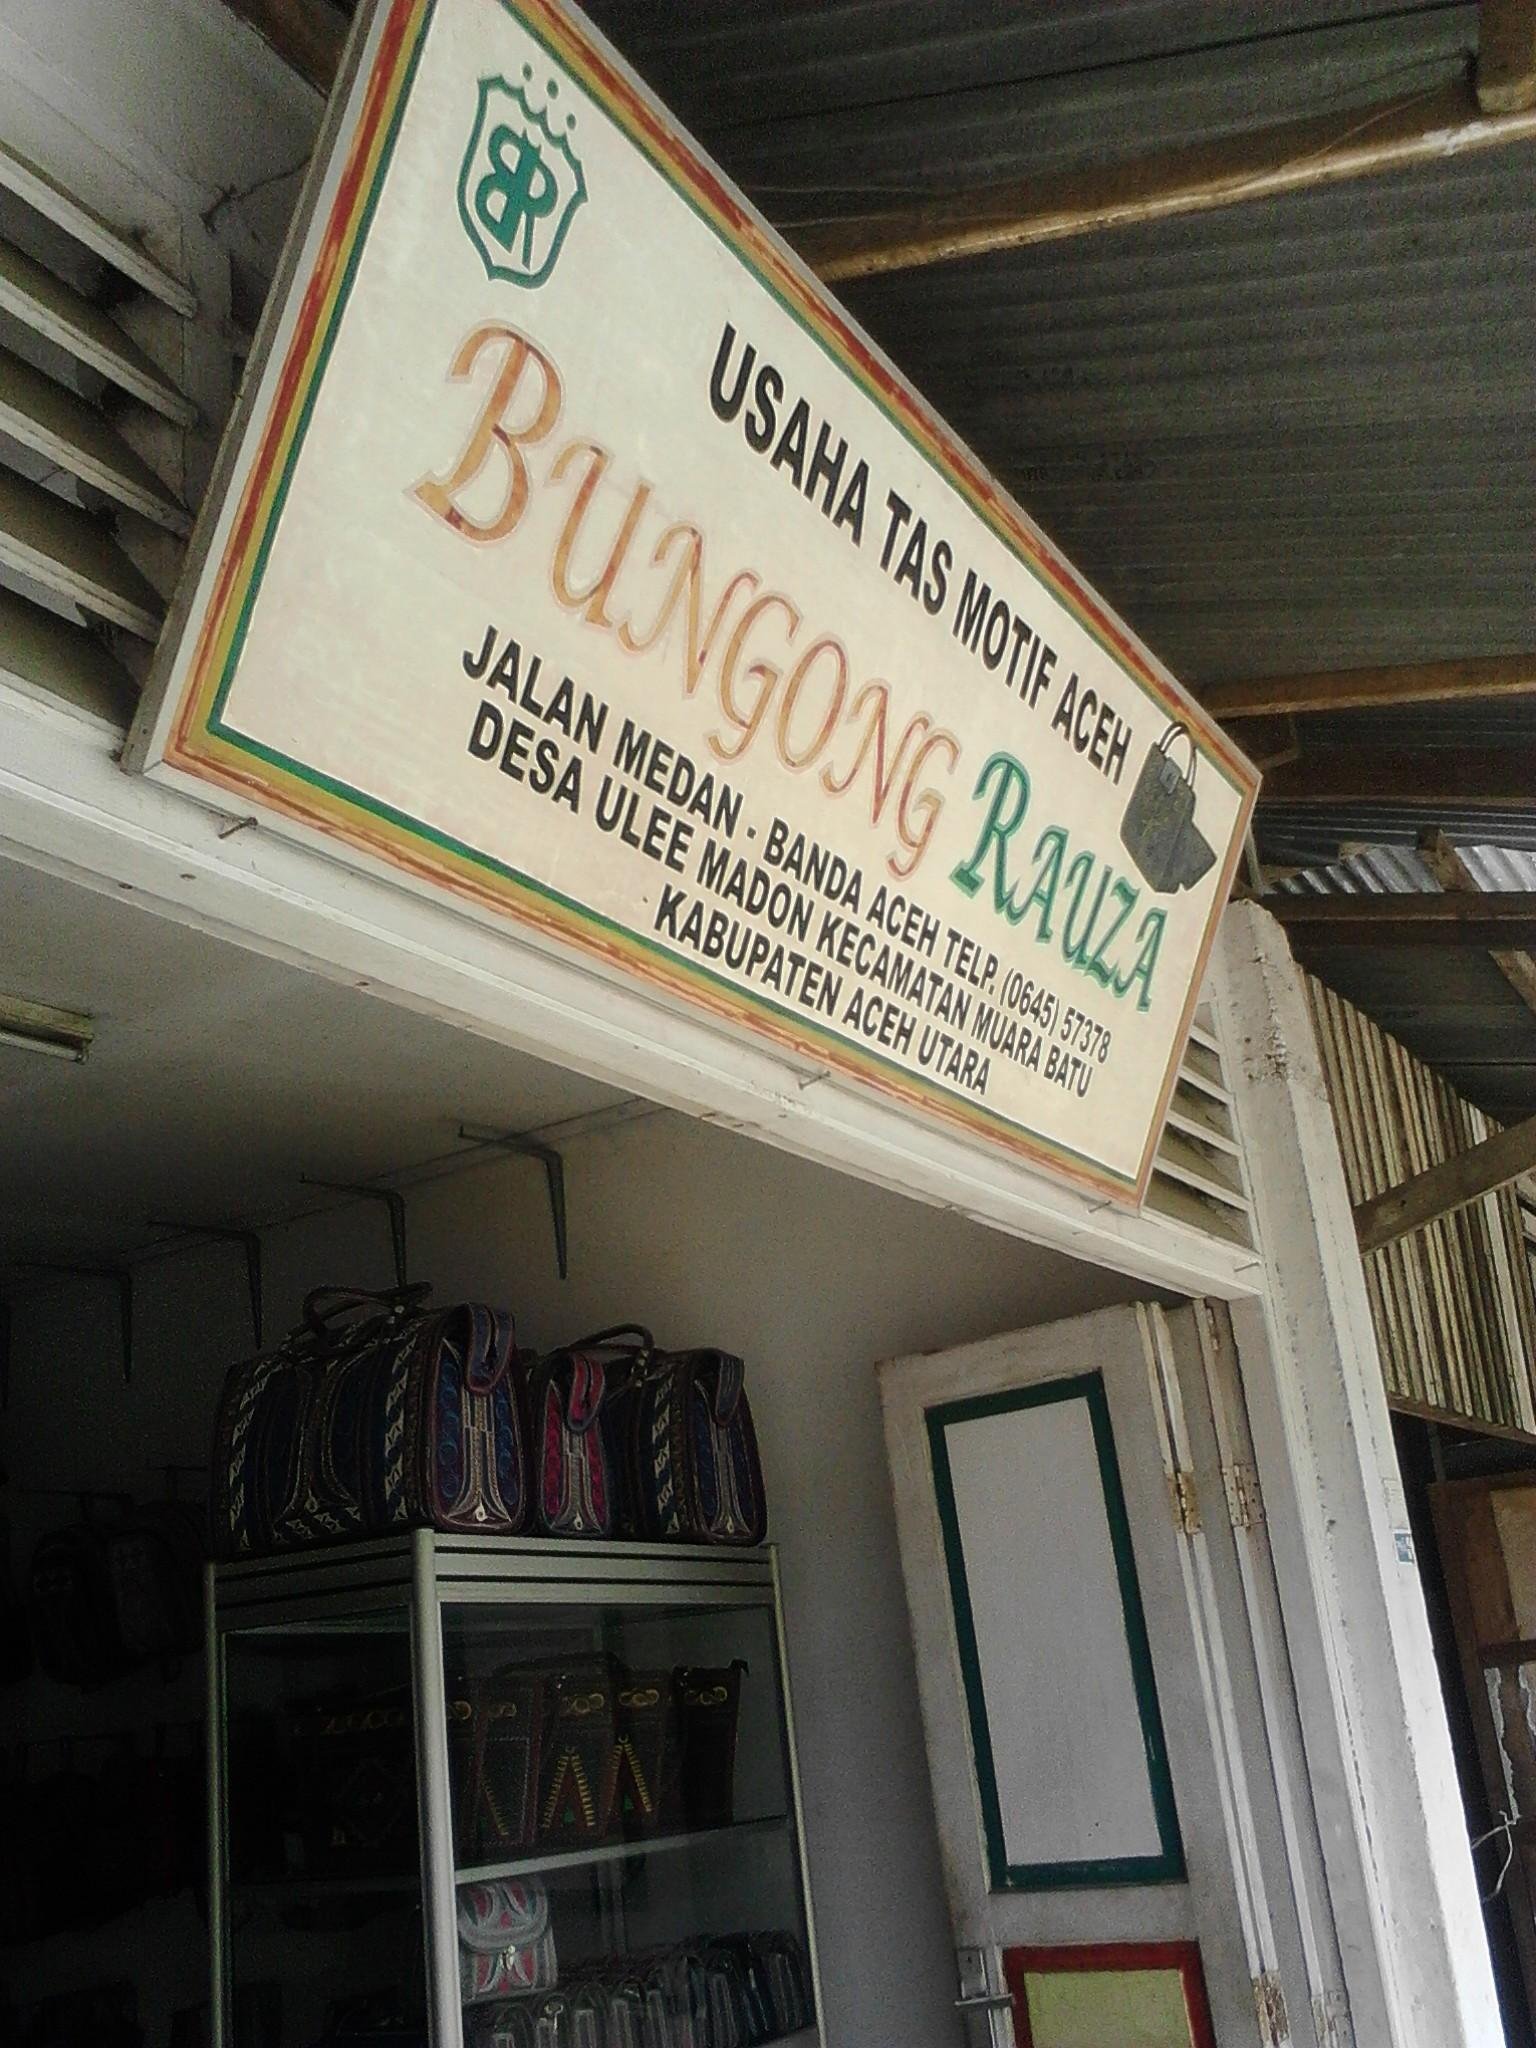 BR
USAHA TAS MOTIF ACEH
BUNGONG RAUZA
JALAN MEDAN - BANDA ACEH TELP. (0645) 57378
DESA ULEE MADON KECAMATAN MUARA BATU
KABUPATEN ACEH UTARA